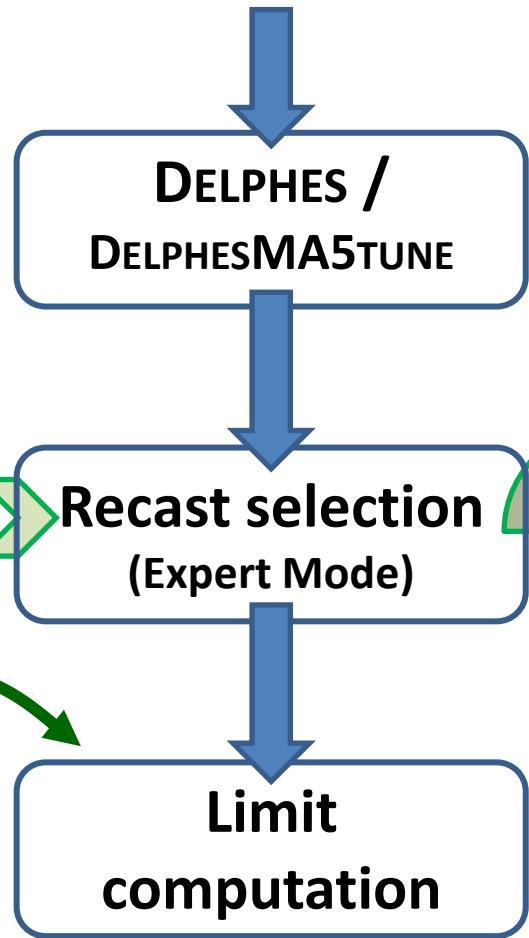 DELPHES /
DELPHESMA5TUNE
Recast selection
(Expert Mode)
Limit
computation